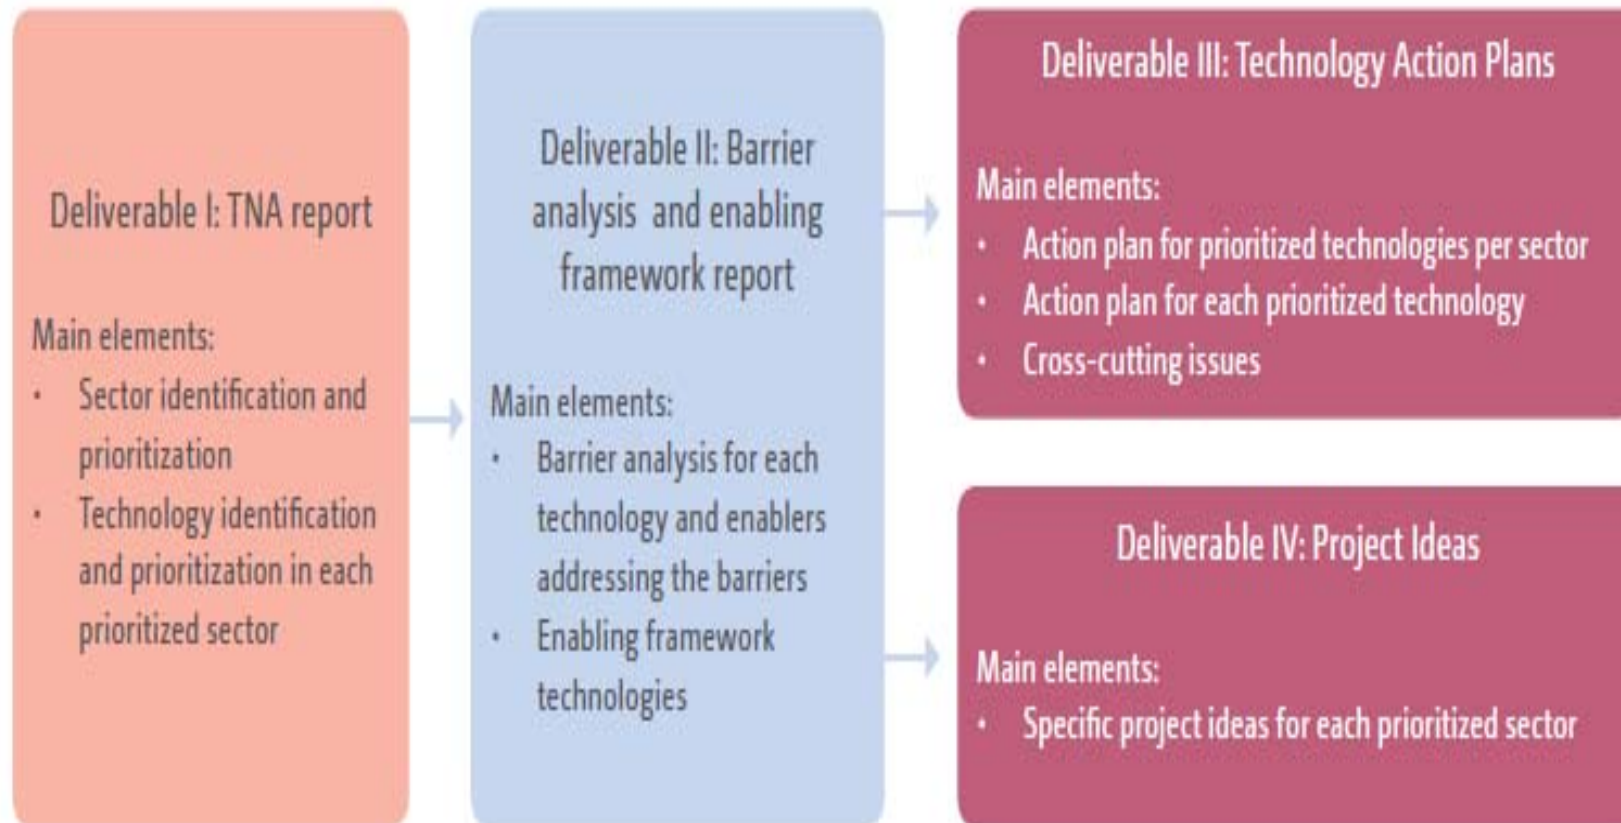 Deliverable I: TNA report
Main elements:
• Sector identification and
prioritization
• Technology identification
and prioritization in each
prioritized sector
Deliverable II: Barrier
analysis and enabling
framework report
Main elements:
• Barrier analysis for each
technology and enablers
addressing the barriers
• Enabling framework
technologies
Deliverable III: Technology Action Plans
Main elements:
• Action plan for prioritized technologies per sector
• Action plan for each prioritized technology
• Cross-cutting issues
Deliverable IV: Project Ideas
Main elements:
• Specific project ideas for each prioritized sector